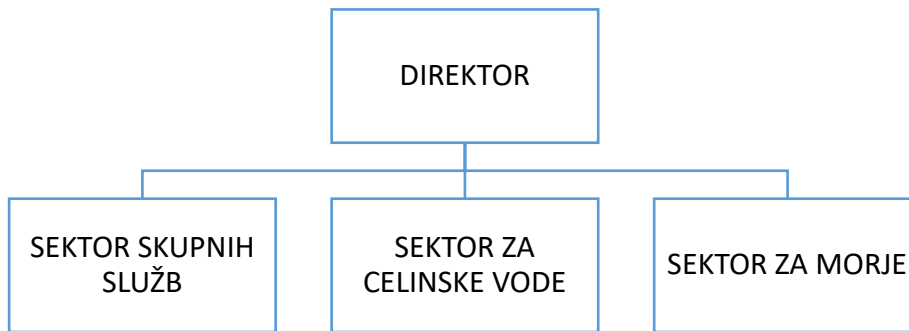 DIREKTOR
SEKTOR SKUPNIH
SLUŽB
SEKTOR ZA
CELINSKE VODE
SEKTOR ZA MORJE